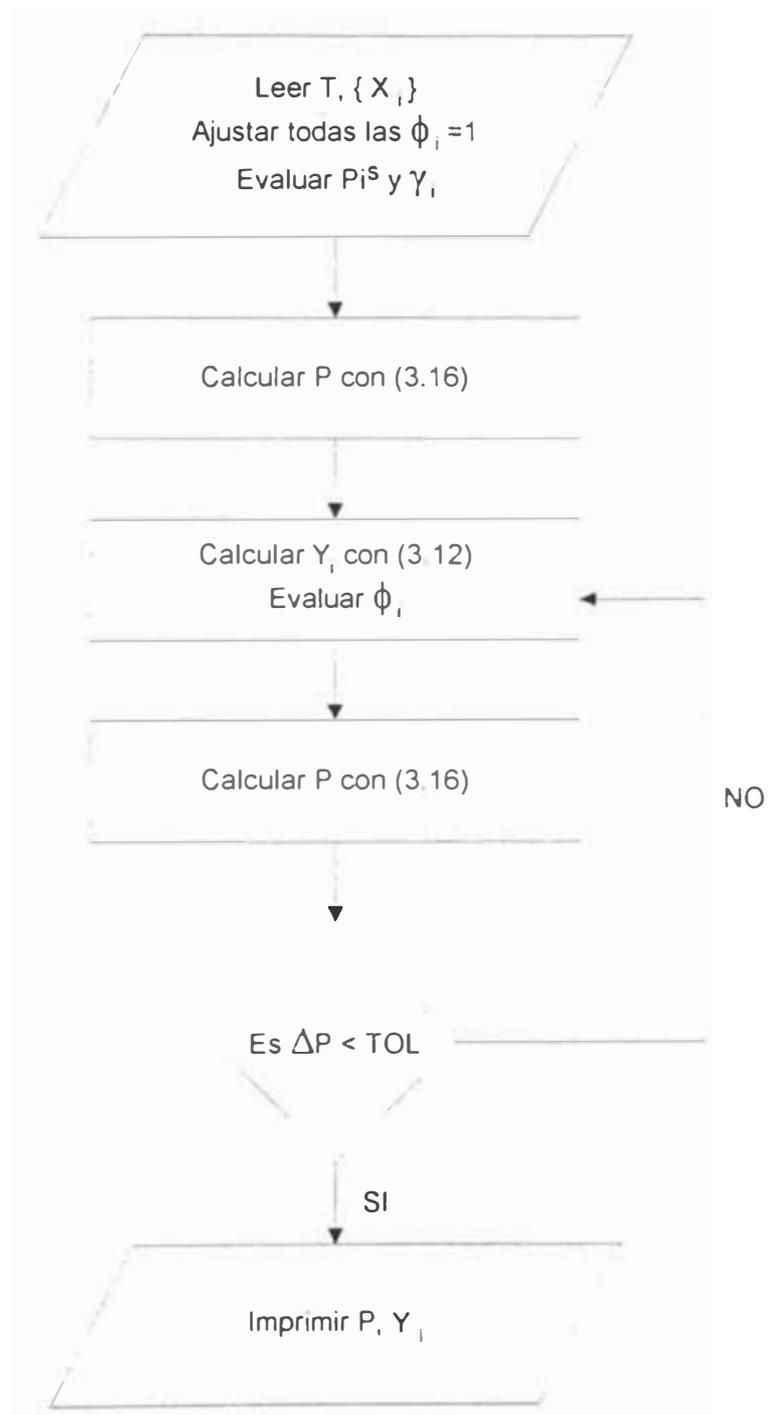 Leer T, { X i }
Ajustar todas las ϕ i =1
Evaluar Pi^s y γ i
Calcular P con (3.16)
Calcular Y i con (3.12)
Evaluar ϕ i
Calcular P con (3.16)
NO
Es ΔP < TOL
SI
Imprimir P, Y i